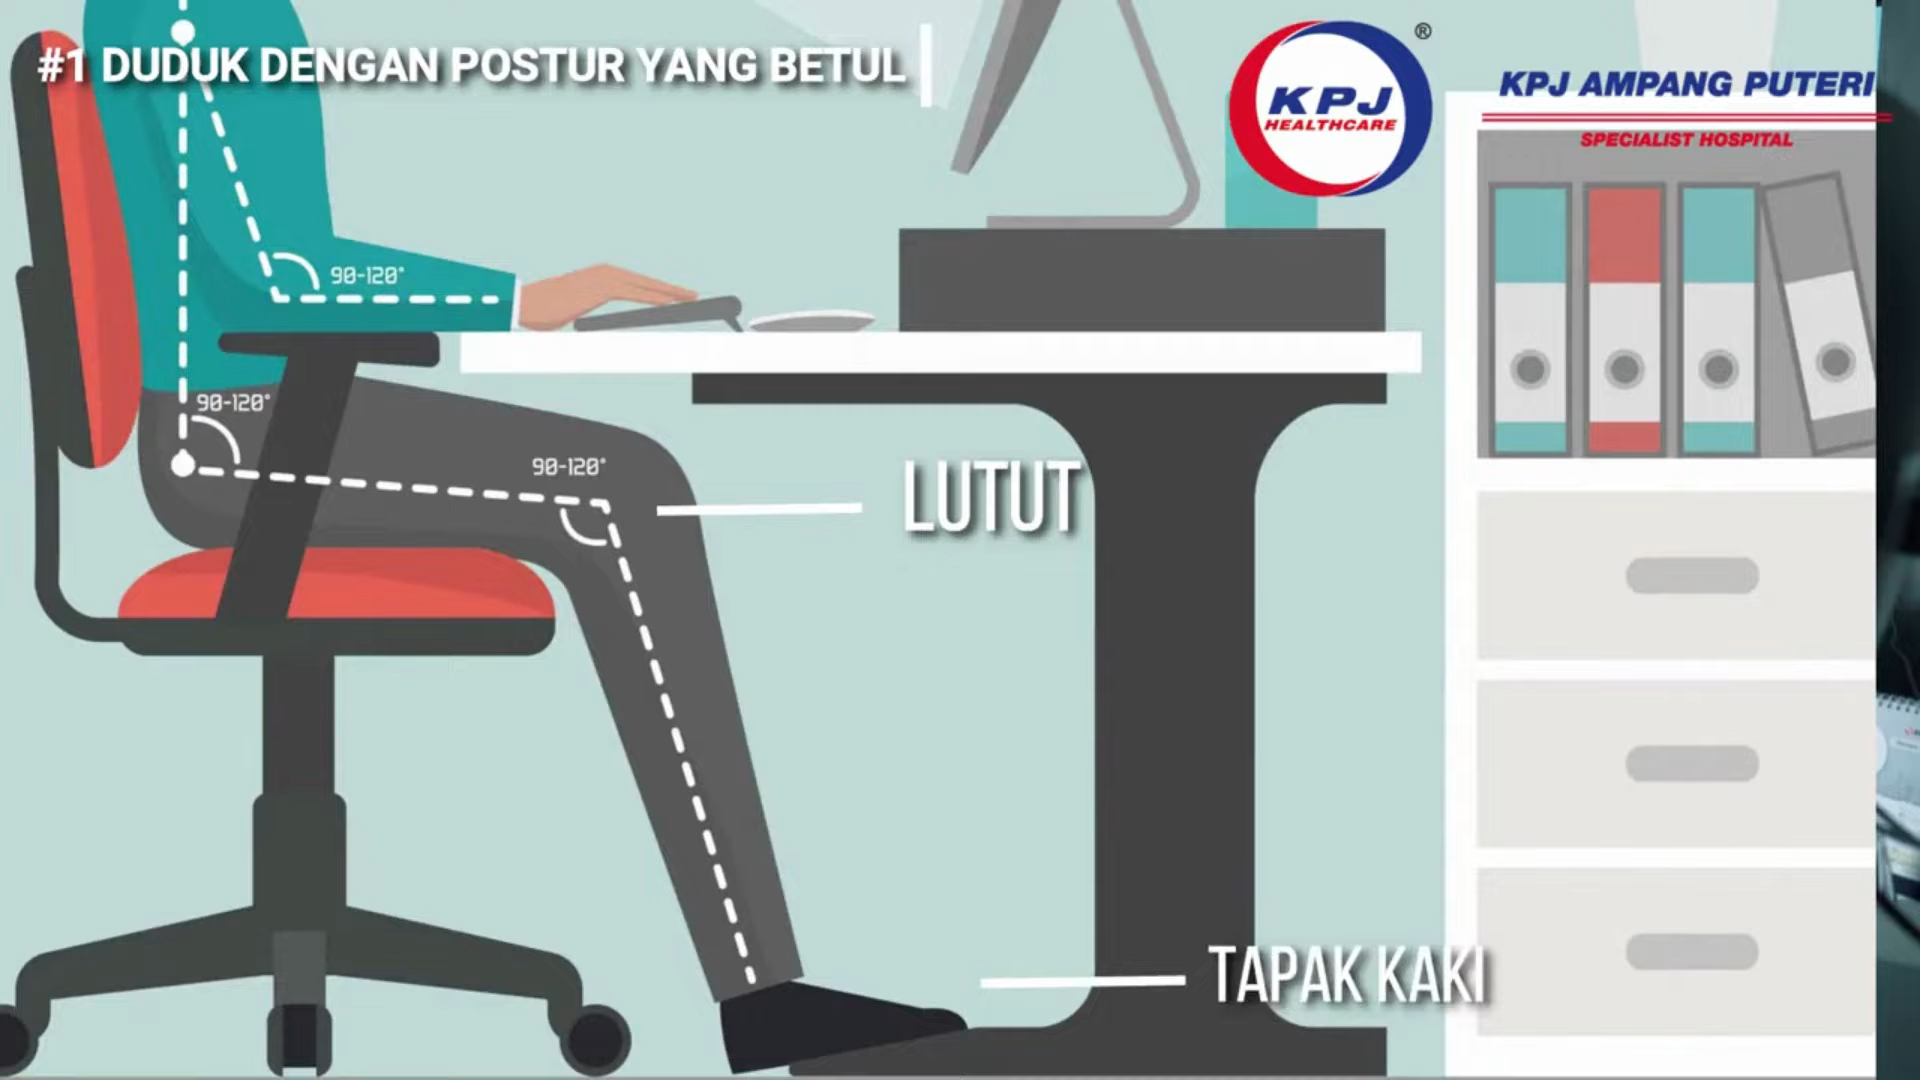 #1 DUDUK DENGAN POSTUR YANG BETUL
®
KPJ
HEALTHCARE
KPJ AMPANG PUTERI
SPECIALIST HOSPITAL
90-120°
90-120°
90-120°
LUTUT
TAPAK KAKI